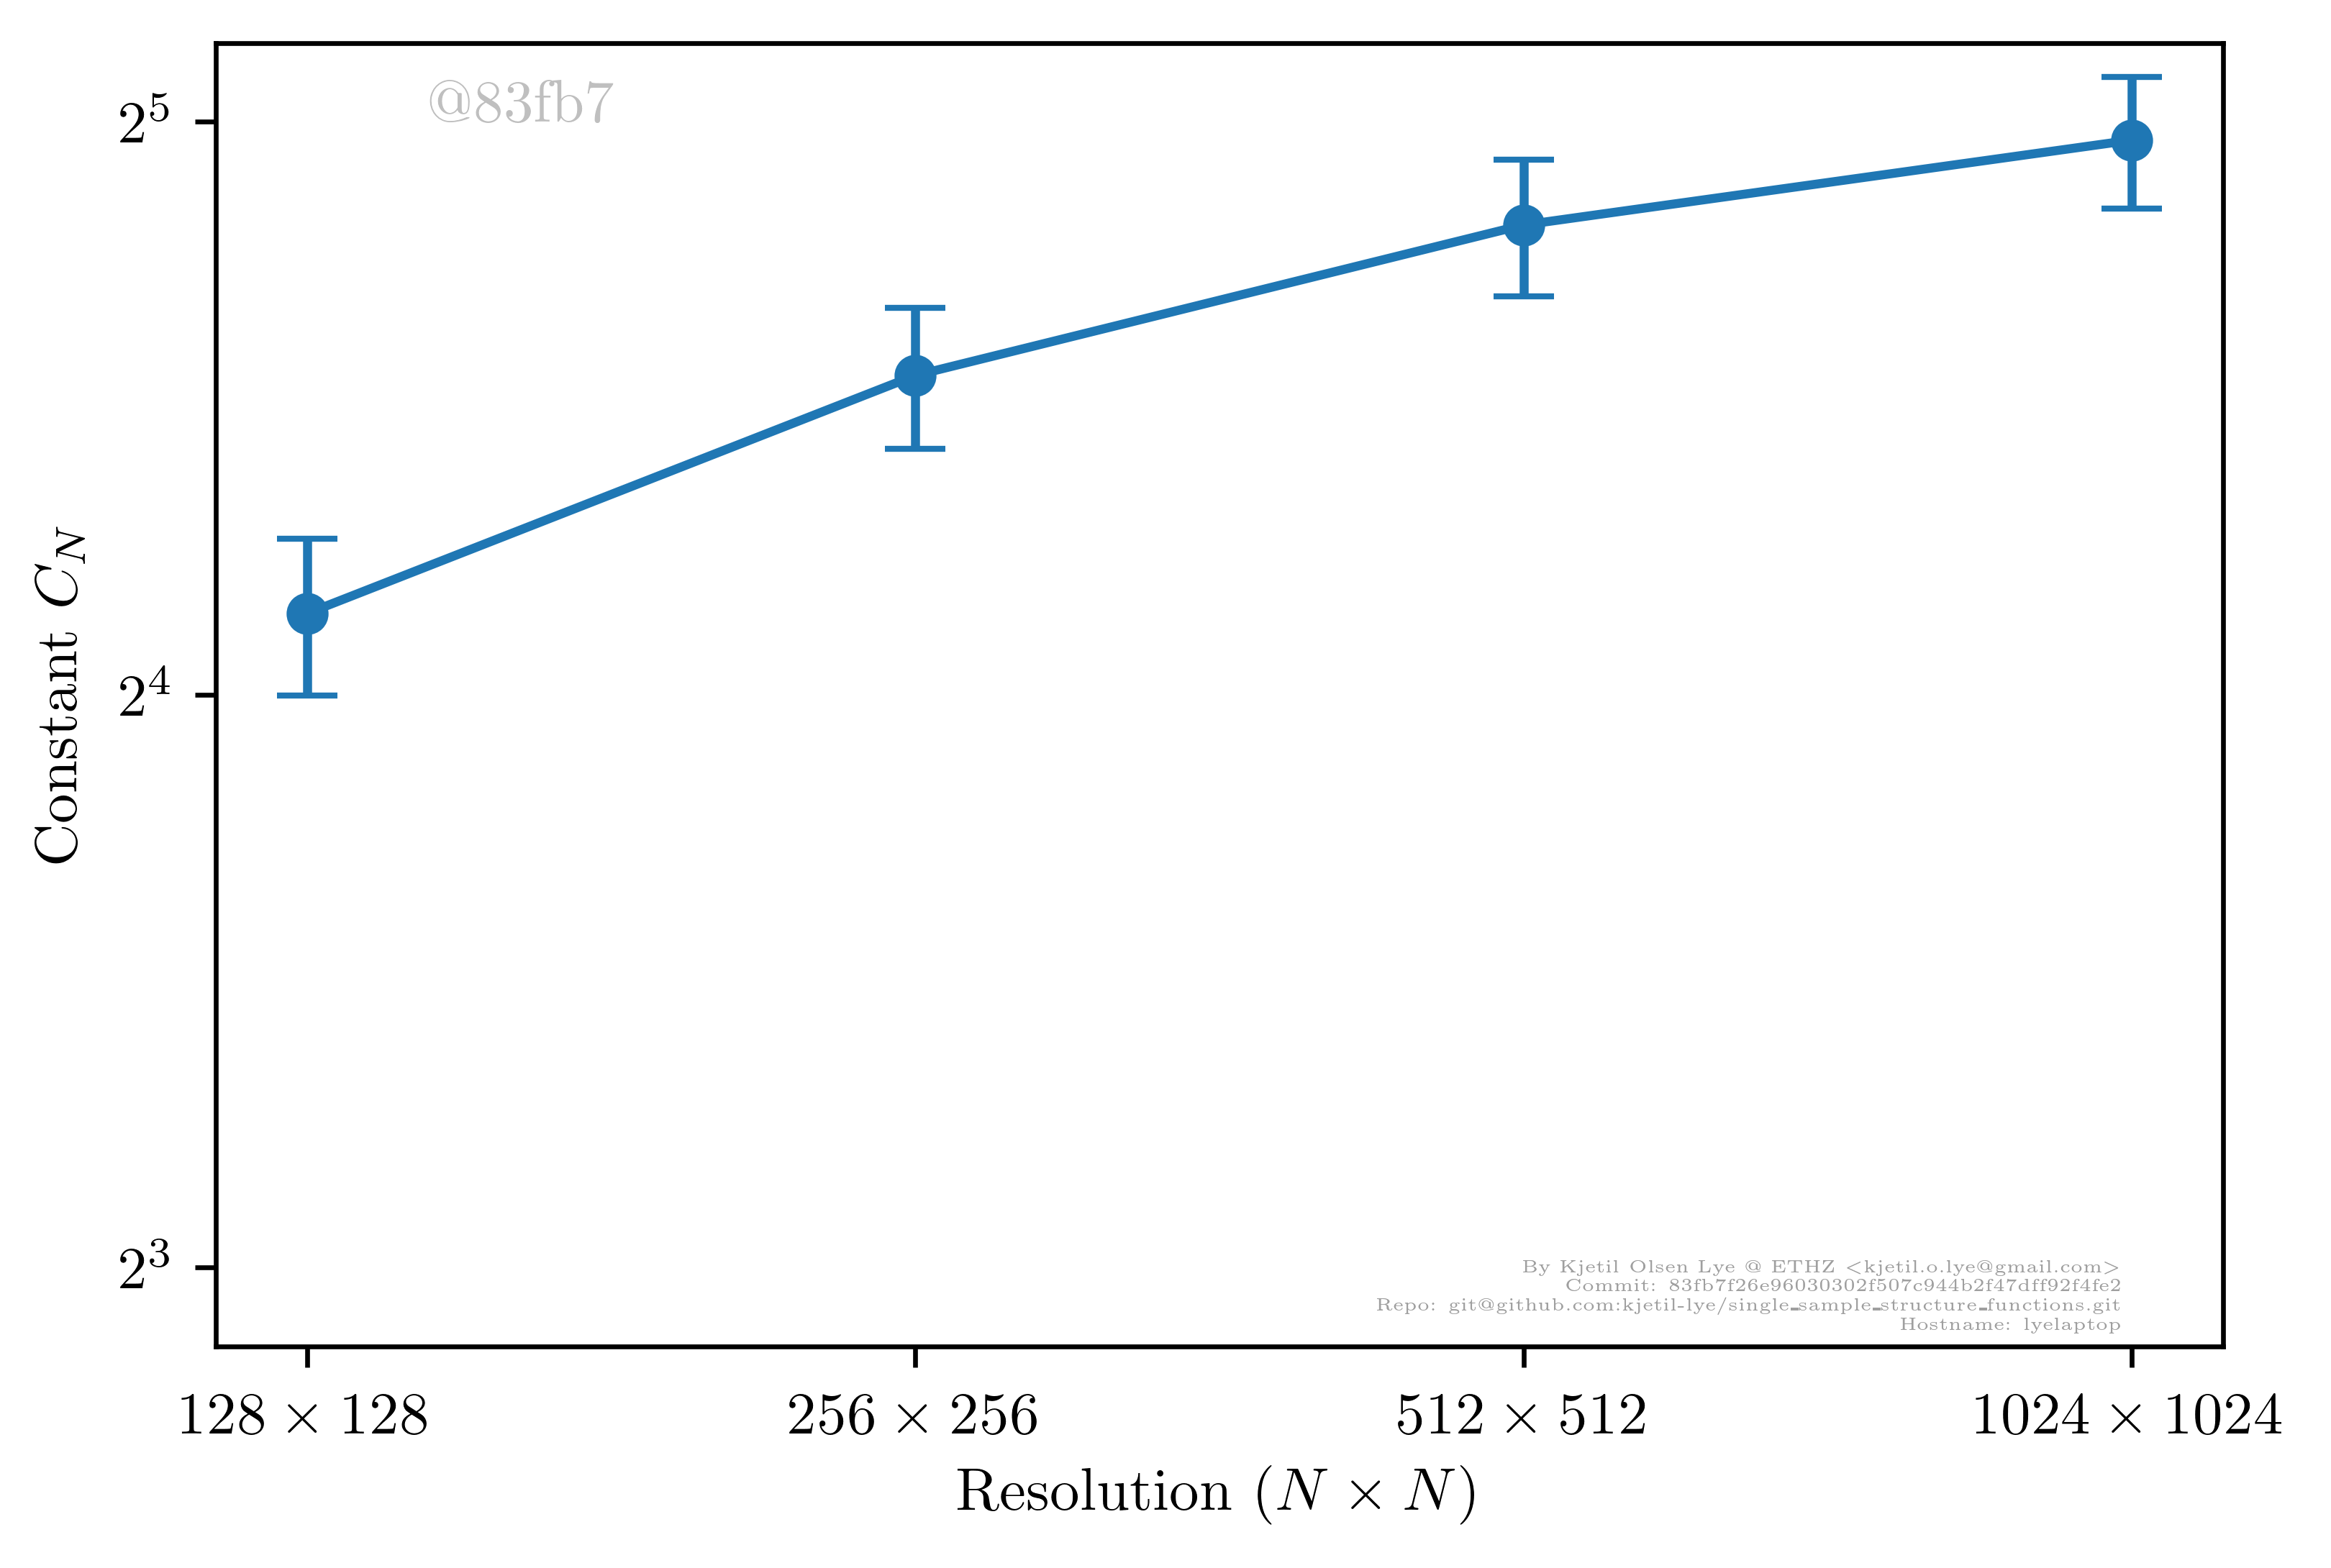 @83fb7
2^5
2^4
2^3
Constant C_N
By Kjetil Olsen Lye @ ETHZ <kjetil.o.lye@gmail.com>
Commit: 83fb7f26e96030302f507c944b2f47dff92f4fe2
Repo: git@github.com:kjetil-lye/single_sample_structure_functions.git
Hostname: lyelaptop
128 × 128 256 × 256 512 × 512 1024 × 1024
Resolution (N × N)